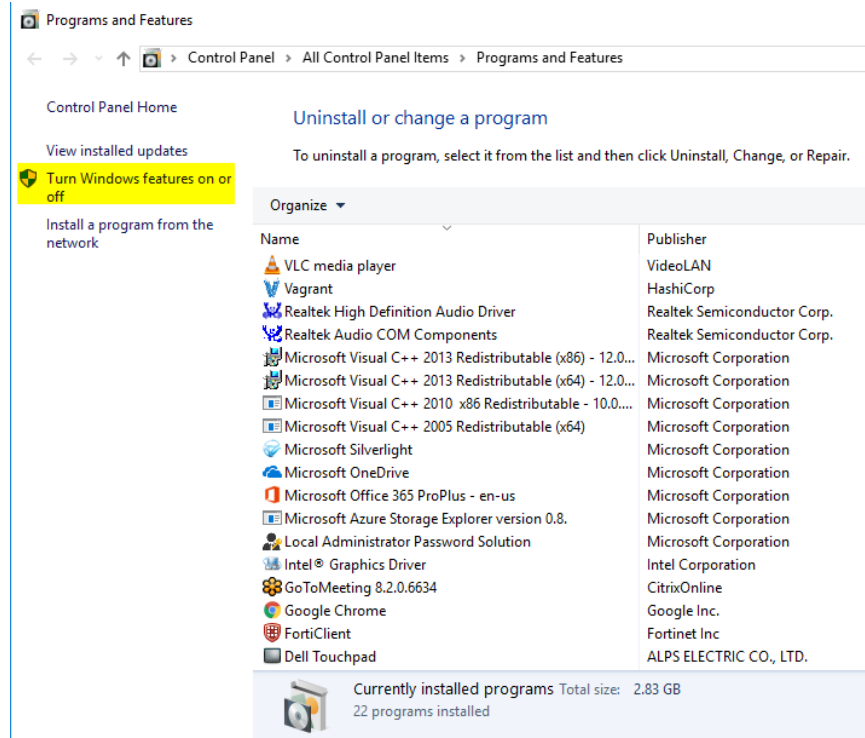 Programs and Features
Control Panel > All Control Panel Items > Programs and Features
Control Panel Home
View installed updates
Turn Windows features on or
off
Install a program from the
network
Uninstall or change a program
To uninstall a program, select it from the list and then click Uninstall, Change, or Repair.
Organize
Name Publisher
VLC media player VideoLAN
Vagrant HashiCorp
Realtek High Definition Audio Driver Realtek Semiconductor Corp.
Realtek Audio COM Components Realtek Semiconductor Corp.
Microsoft Visual C++ 2013 Redistributable (x86) - 12.0... Microsoft Corporation
Microsoft Visual C++ 2013 Redistributable (x64) - 12.0... Microsoft Corporation
Microsoft Visual C++ 2010 x86 Redistributable - 10.0.... Microsoft Corporation
Microsoft Visual C++ 2005 Redistributable (x64) Microsoft Corporation
Microsoft Silverlight Microsoft Corporation
Microsoft OneDrive Microsoft Corporation
Microsoft Office 365 ProPlus - en-us Microsoft Corporation
Microsoft Azure Storage Explorer version 0.8. Microsoft Corporation
Local Administrator Password Solution Microsoft Corporation
Intel® Graphics Driver Intel Corporation
GoToMeeting 8.2.0.6634 CitrixOnline
Google Chrome Google Inc.
FortiClient Fortinet Inc
Dell Touchpad ALPS ELECTRIC CO., LTD.
Currently installed programs Total size: 2.83 GB
22 programs installed